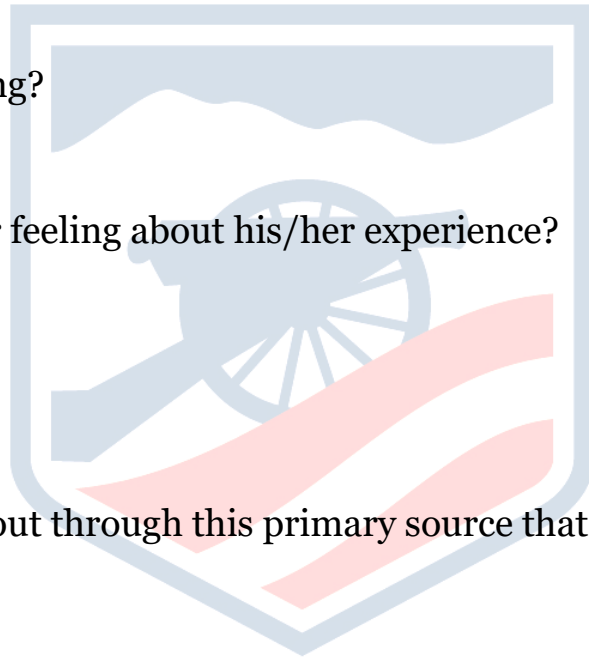 ng?
feeling about his/her experience?
out through this primary source that